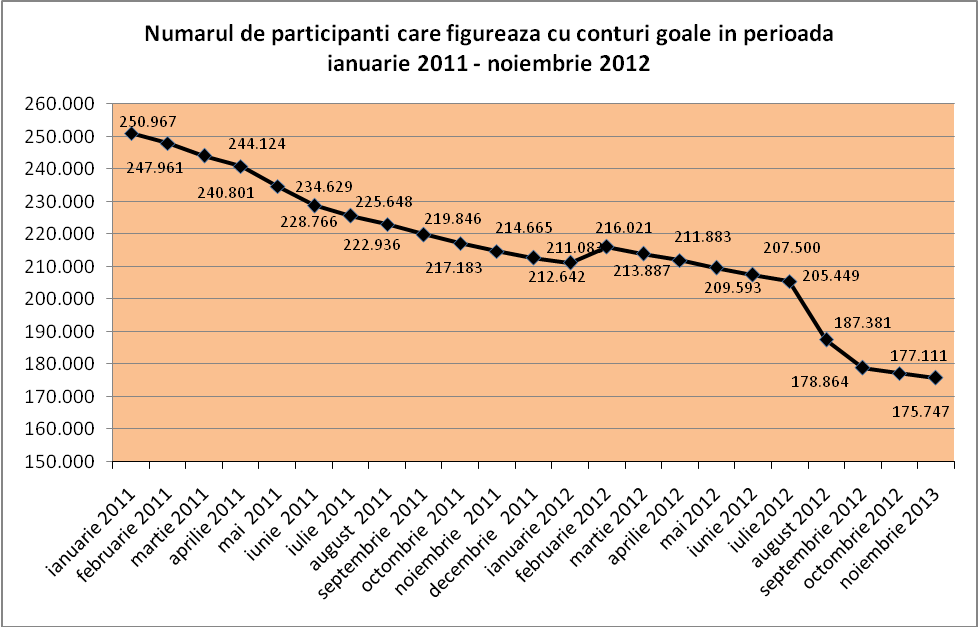 Numarul de participanti care figureaza cu conturi goale in perioada
ianuarie 2011 - noiembrie 2012
260.000
250.000
240.000
230.000
220.000
210.000
200.000
190.000
180.000
170.000
160.000
150.000
250.967
247.961
244.124
240.801
234.629
228.766
225.648
222.936
219.846
217.183
214.665
212.642
211.083
216.021
213.887
211.883
209.593
207.500
205.449
187.381
178.864
177.111
175.747
ianuarie 2011
februarie 2011
martie 2011
aprilie 2011
mai 2011
iunie 2011
iulie 2011
august 2011
septembrie 2011
octombrie 2011
noiembrie 2011
decembrie 2011
ianuarie 2012
februarie 2012
martie 2012
aprilie 2012
mai 2012
iunie 2012
iulie 2012
august 2012
septembrie 2012
octombrie 2012
noiembrie 2013